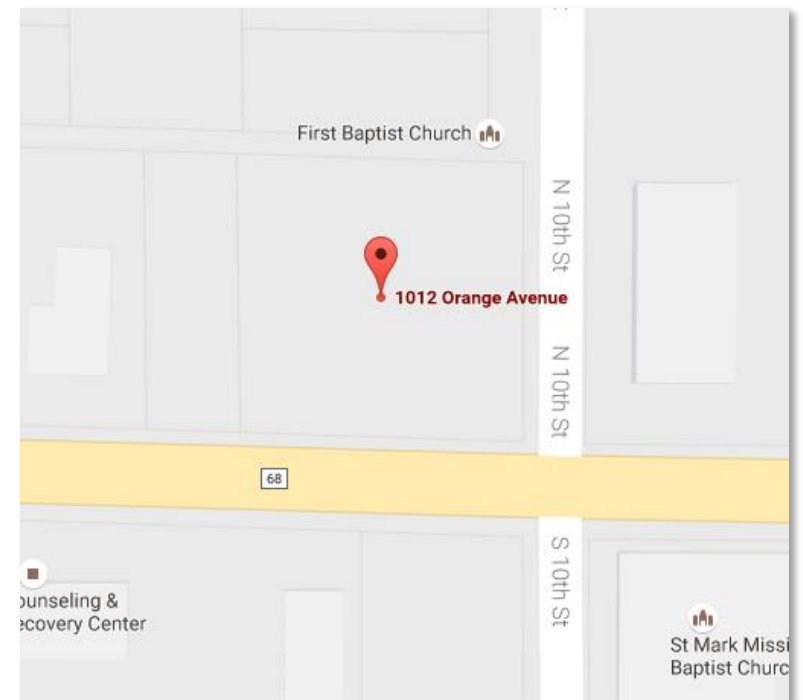 First Baptist Church
N 10th St
1012 Orange Avenue
N 10th St
68
S 10th St
ounseling &
ecovery Center
St Mark Missi
Baptist Churc